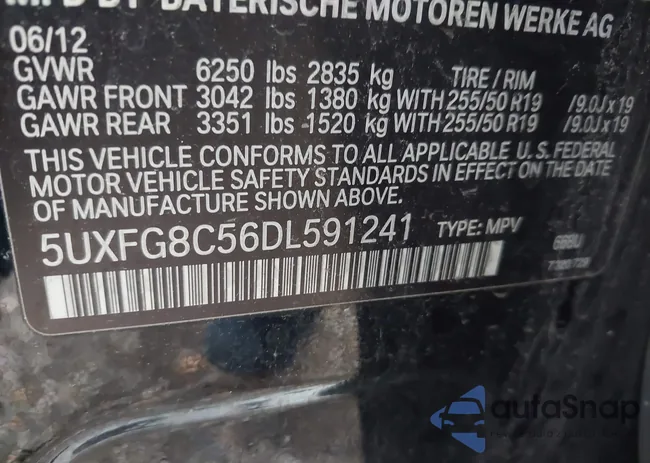 MFD BY BAYERISCHE MOTOREN WERKE AG
06/12
GVWR 6250 lbs 2835 kg TIRE / RIM
GAWR FRONT 3042 lbs 1380 kg WITH 255/50 R19 /9.0J x 19
GAWR REAR 3351 lbs 1520 kg WITH 255/50 R19 /9.0J x 19
THIS VEHICLE CONFORMS TO ALL APPLICABLE U. S. FEDERAL
MOTOR VEHICLE SAFETY STANDARDS IN EFFECT ON THE DATE
OF MANUFACTURE SHOWN ABOVE.
5UXFG8C56DL591241 TYPE: MPV
autoSnap